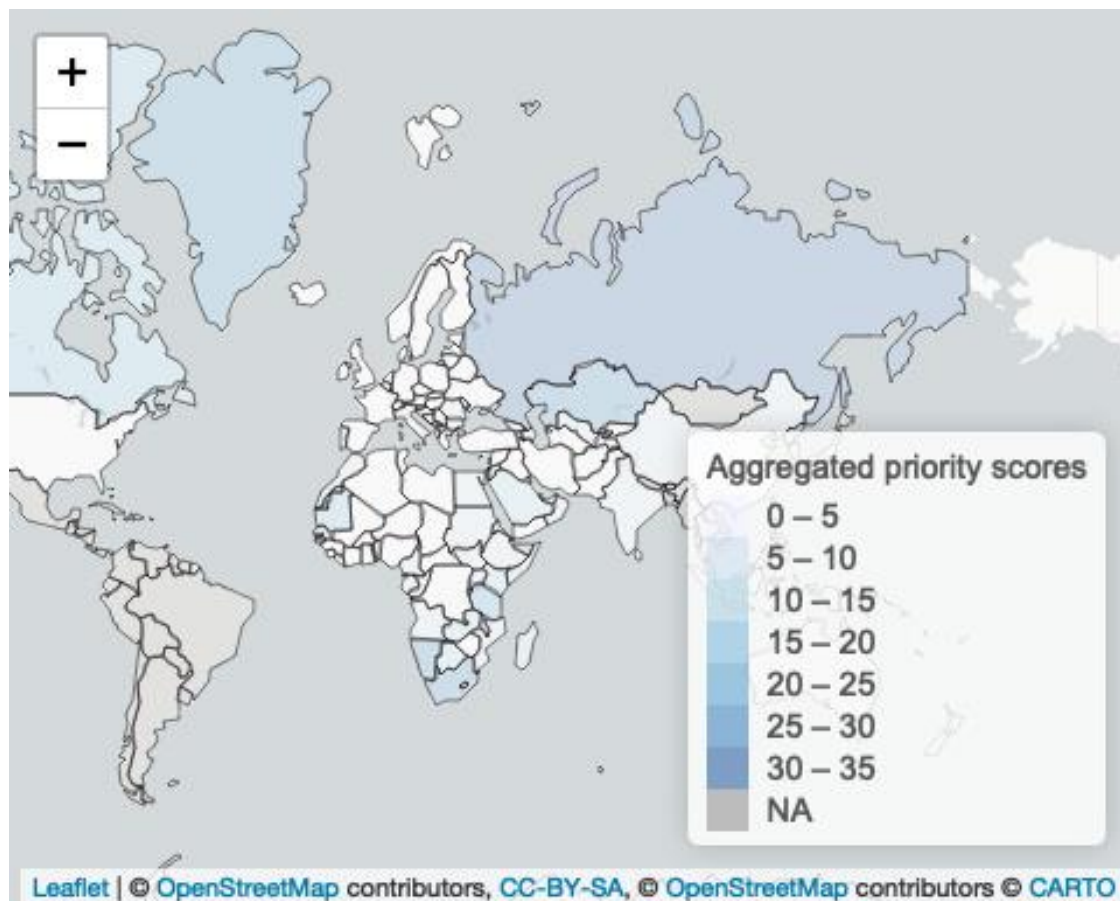 +
−
Aggregated priority scores
0 – 5
5 – 10
10 – 15
15 – 20
20 – 25
25 – 30
30 – 35
NA
Leaflet | © OpenStreetMap contributors, CC-BY-SA, © OpenStreetMap contributors © CARTO